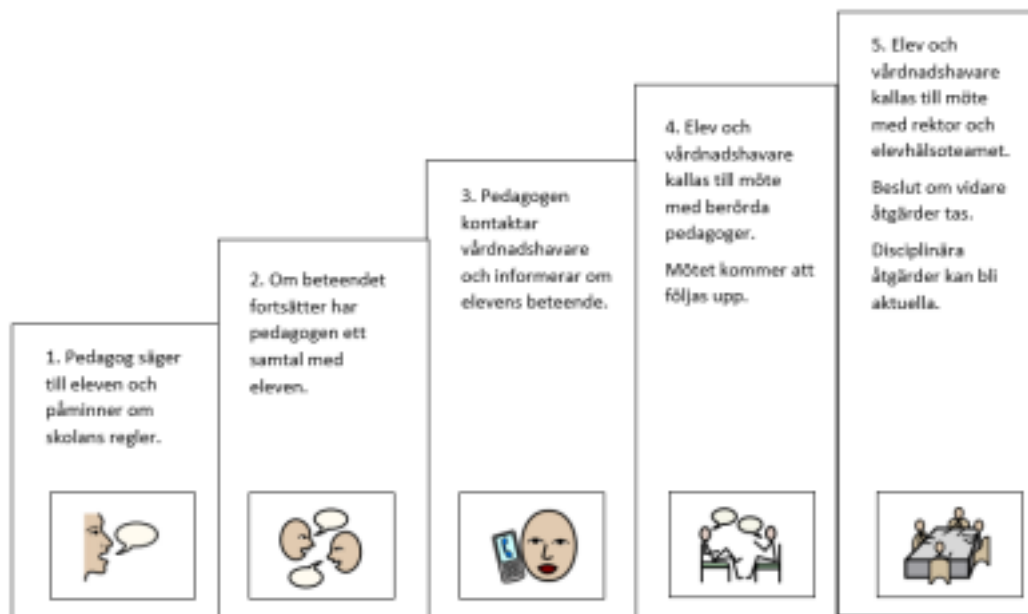 1. Pedagog säger
till eleven och
påminner om
skolans regler.
2. Om beteendet
fortsätter har
pedagogen ett
samtal med
eleven.
3. Pedagogen
kontaktar
vårdnadshavare
och informerar om
elevens beteende.
4. Elev och
vårdnadshavare
kallas till möte
med berörda
pedagoger.
Mötet kommer att
följas upp.
5. Elev och
vårdnadshavare
kallas till möte
med rektor och
elevhälsoteamet.
Beslut om vidare
åtgärder tas.
Disciplinära
åtgärder kan bli
aktuella.